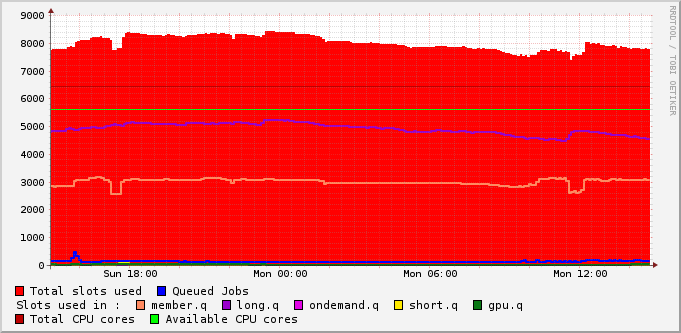 9000
8000
7000
6000
5000
4000
3000
2000
1000
0
Sun 18:00 Mon 00:00 Mon 06:00 Mon 12:00
RRDTOOL / TOBI OETIKER
Total slots used Queued Jobs
Slots used in : member.q long.q ondemand.q short.q gpu.q
Total CPU cores Available CPU cores